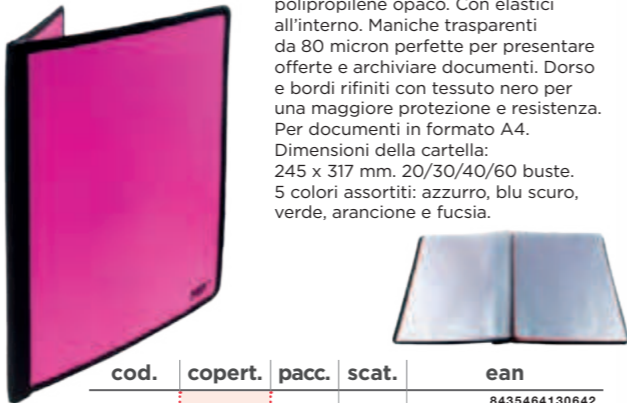 polipropilene opaco. Con elastici
all'interno. Maniche trasparenti
da 80 micron perfette per presentare
offerte e archiviare documenti. Dorso
e bordi rifiniti con tessuto nero per
una maggiore protezione e resistenza.
Per documenti in formato A4.
Dimensioni della cartella:
245 x 317 mm. 20/30/40/60 buste.
5 colori assortiti: azzurro, blu scuro,
verde, arancione e fucsia.
cod. copert. pacc. scat. ean
8435464130642